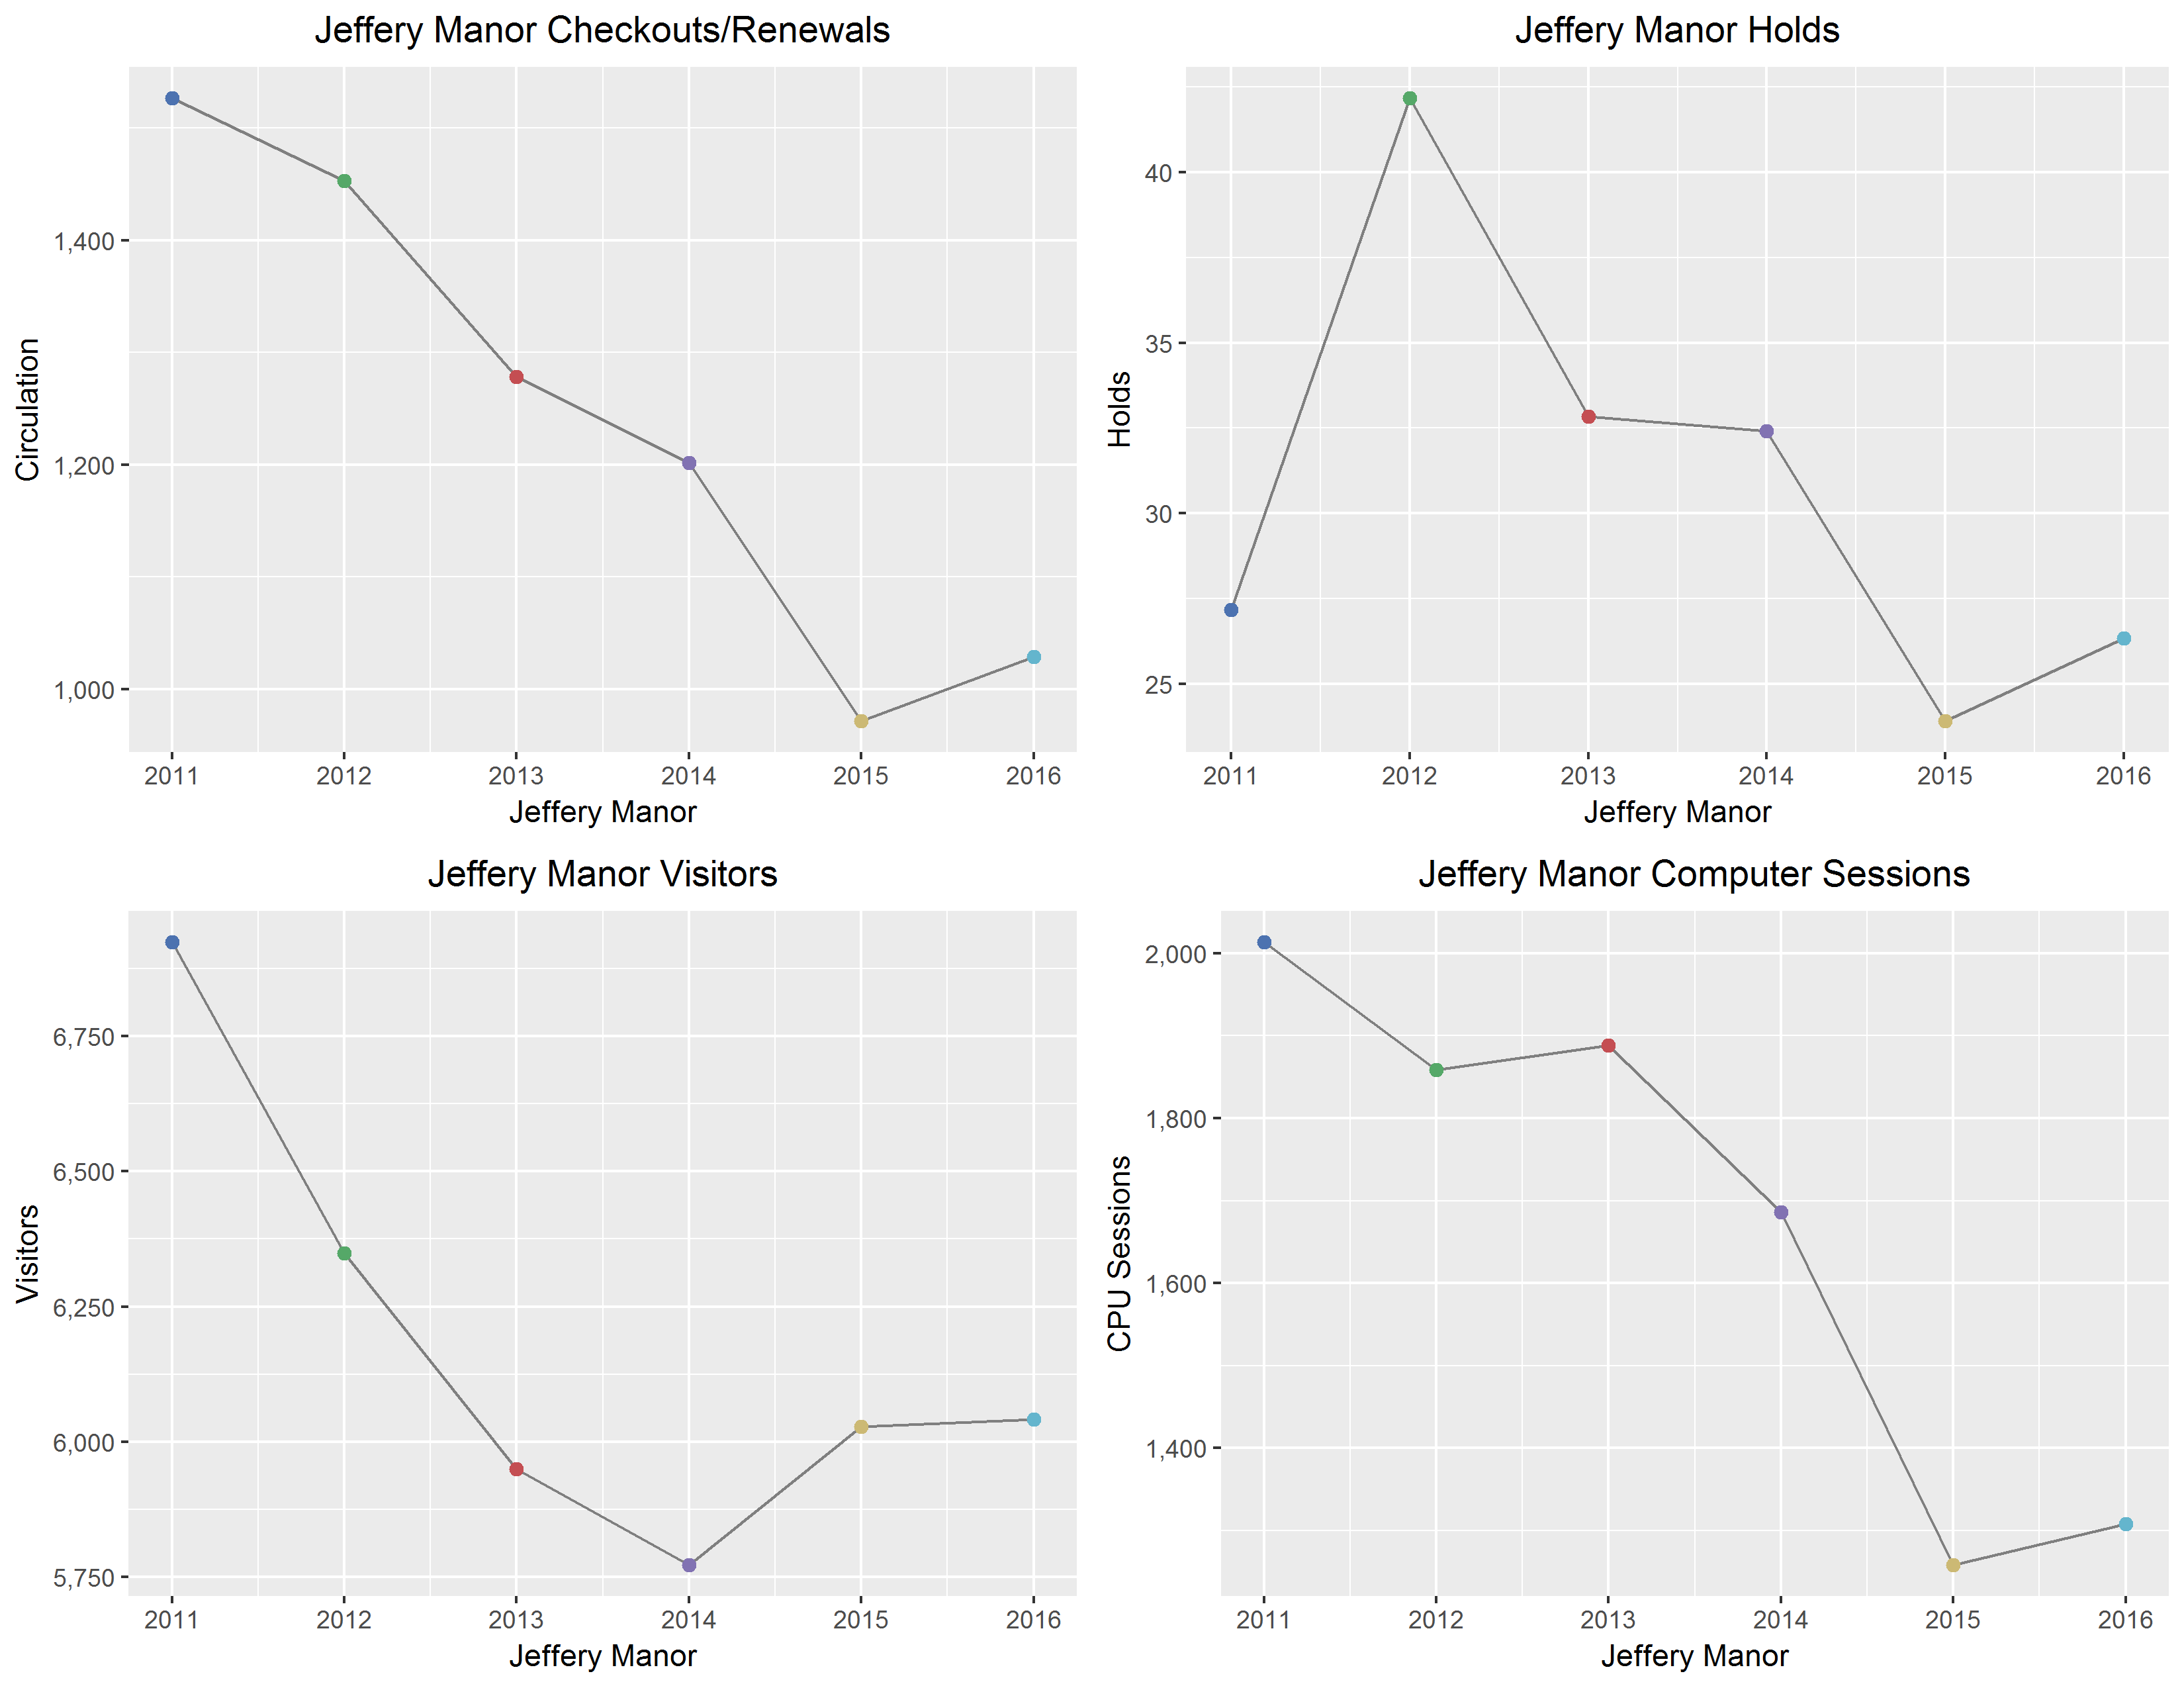 Jeffery Manor Checkouts/Renewals
Circulation
1,400
1,200
1,000
2011 2012 2013 2014 2015 2016
Jeffery Manor
Jeffery Manor Holds
Holds
40
35
30
25
2011 2012 2013 2014 2015 2016
Jeffery Manor
Jeffery Manor Visitors
Visitors
6,750
6,500
6,250
6,000
5,750
2011 2012 2013 2014 2015 2016
Jeffery Manor
Jeffery Manor Computer Sessions
CPU Sessions
2,000
1,800
1,600
1,400
2011 2012 2013 2014 2015 2016
Jeffery Manor